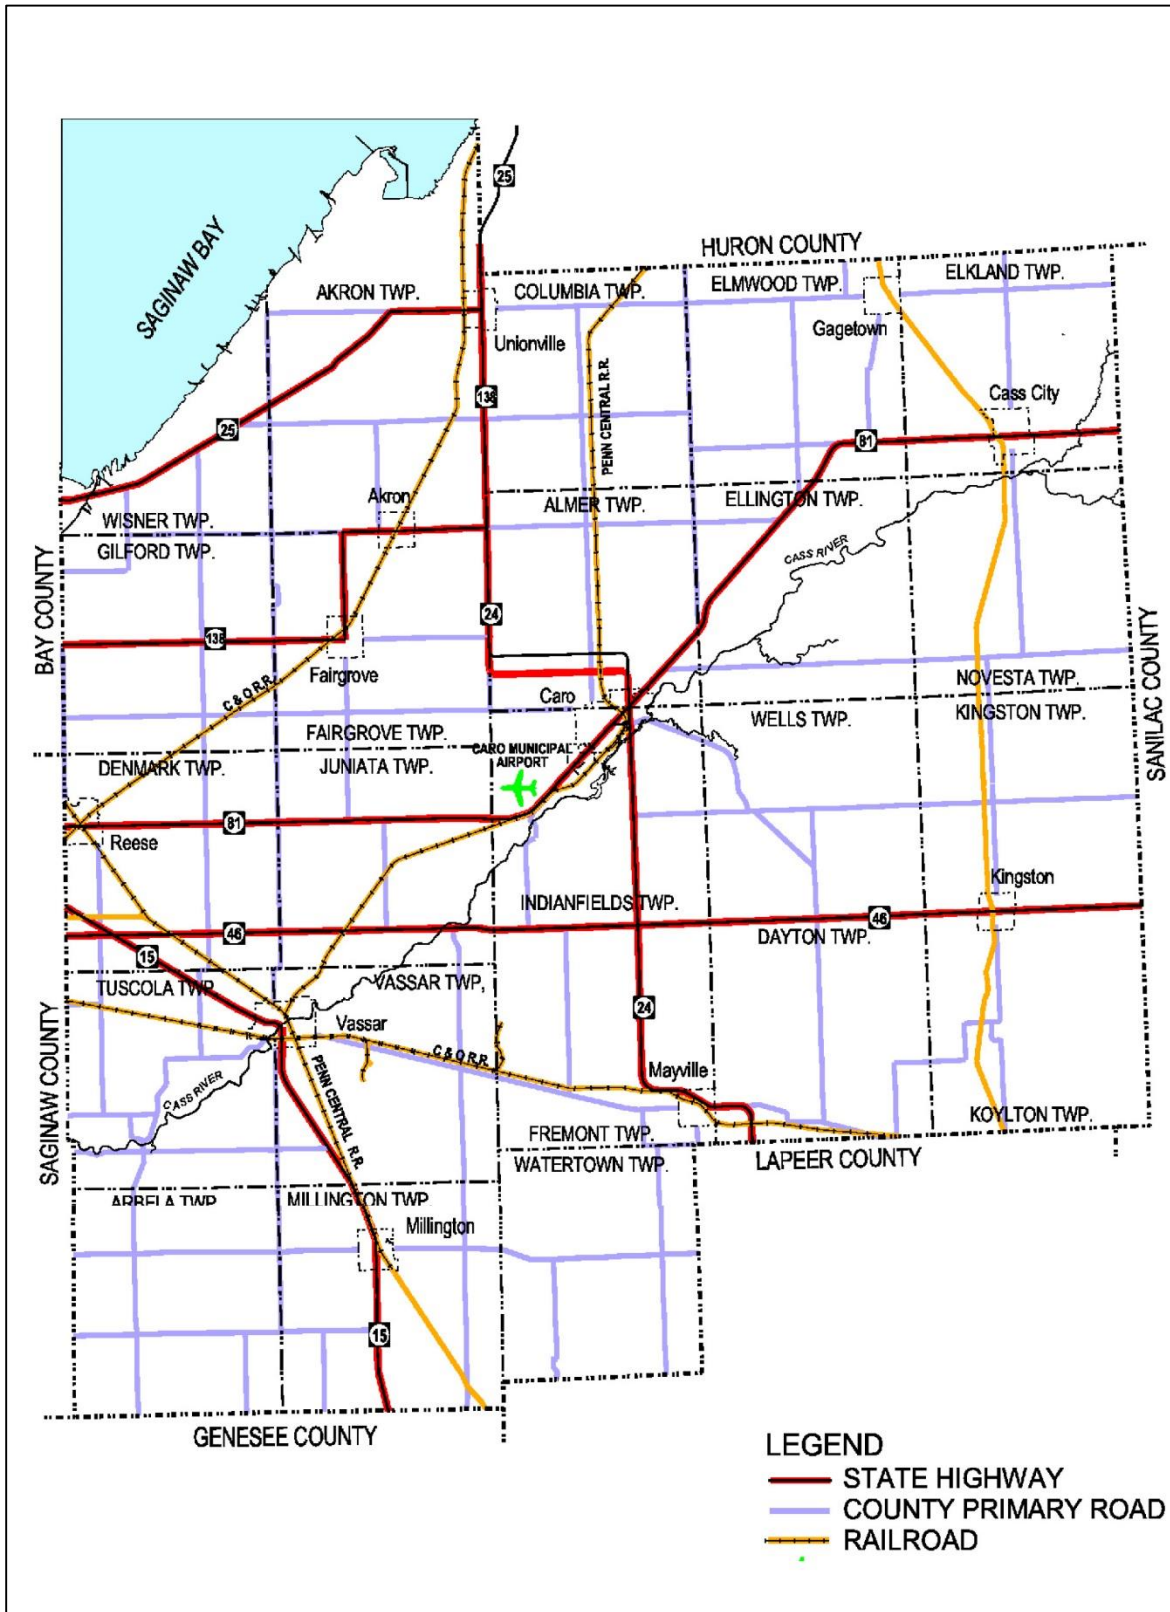 25
HURON COUNTY
SAGINAW BAY
AKRON TWP.
COLUMBIA TWP.
ELMWOOD TWP.
ELKLAND TWP.
Unionville
Gagetown
138
PENN CENTRAL R.R.
Cass City
25
81
Akron
ALMER TWP.
ELLINGTON TWP.
WISNER TWP.
GILFORD TWP.
CASS RIVER
BAY COUNTY
24
138
Fairgrove
C & O R.R.
SANILAC COUNTY
NOVESTA TWP.
KINGSTON TWP.
Caro
WELLS TWP.
FAIRGROVE TWP.
CARO MUNICIPAL
AIRPORT
DENMARK TWP.
JUNIATA TWP.
81
Reese
Kingston
INDIANFIELDS TWP.
46
46
DAYTON TWP.
15
TUSCOLA TWP
VASSAR TWP,
24
Vassar
C & O R.R.
Mayville
SAGINAW COUNTY
CASS RIVER
PENN CENTRAL R.R.
KOYLTON TWP.
FREMONT TWP.
WATERTOWN TWP.
LAPEER COUNTY
ARBELA TWP
MILLINGTON TWP
Millington
15
GENESEE COUNTY
LEGEND
STATE HIGHWAY
COUNTY PRIMARY ROAD
RAILROAD